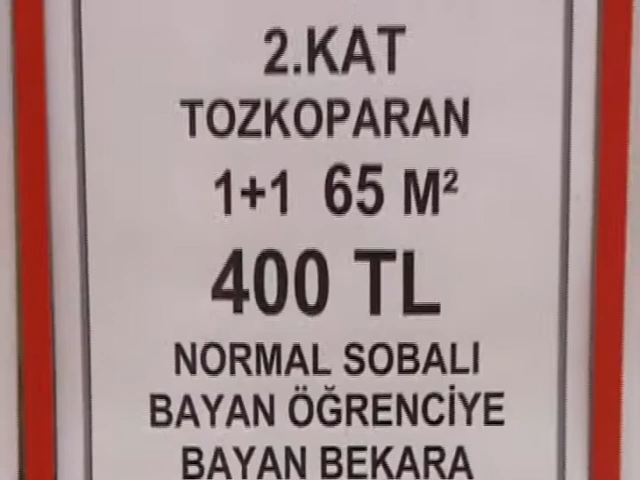 2.KAT
TOZKOPARAN
1+1 65 M²
400 TL
NORMAL SOBALI
BAYAN ÖĞRENCİYE
BAYAN BEKARA